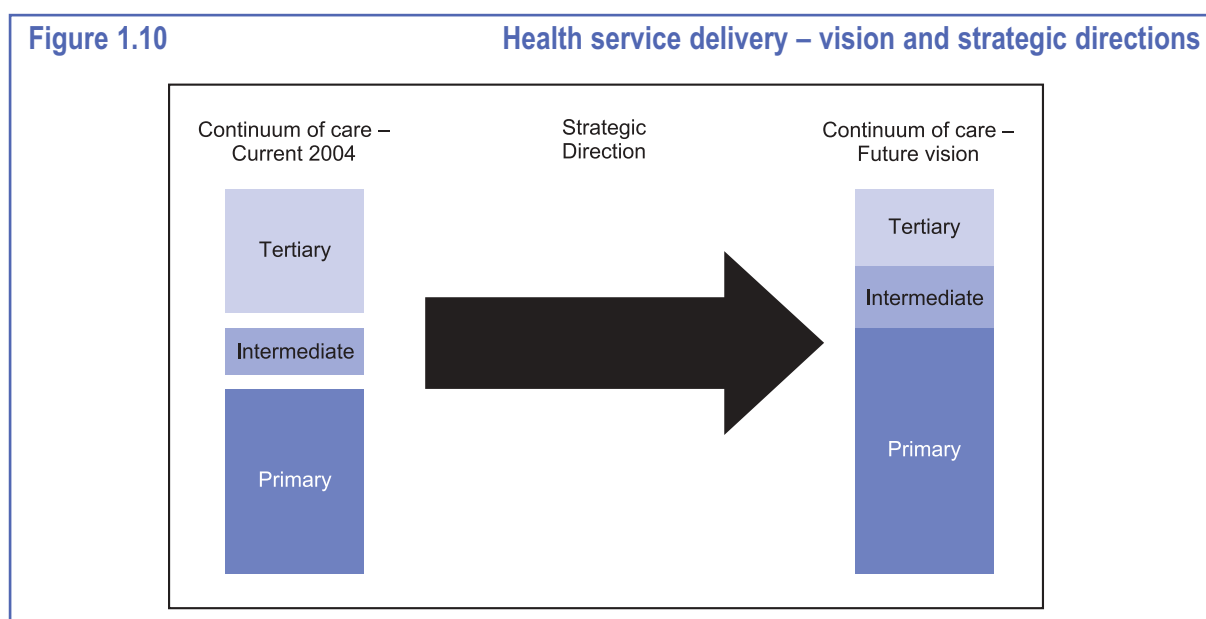 Figure 1.10
Health service delivery – vision and strategic directions
Continuum of care –
Current 2004
Tertiary
Intermediate
Primary
Strategic
Direction
Continuum of care –
Future vision
Tertiary
Intermediate
Primary